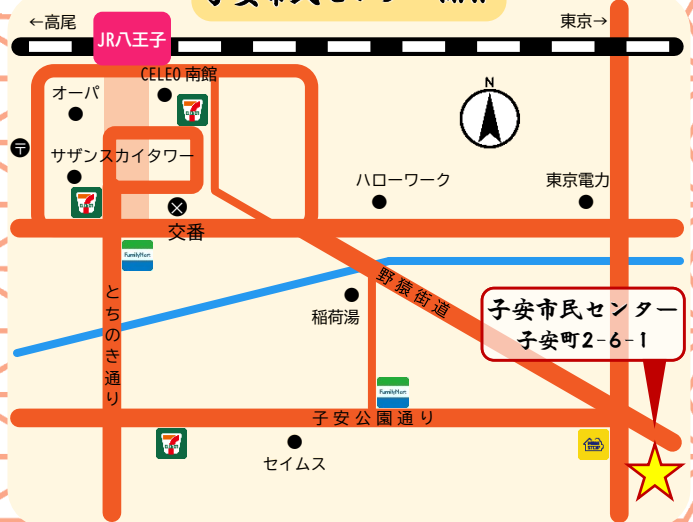 ←高尾
東京→
JR八王子
CELEO 南館
オーパ
〒
サザンスカイタワー
N
ハローワーク
東京電力
交番
FamilyMart
とちのき通り
野猿街道
稲荷湯
子安市民センター
子安町2-6-1
FamilyMart
子安公園通り
セイムス